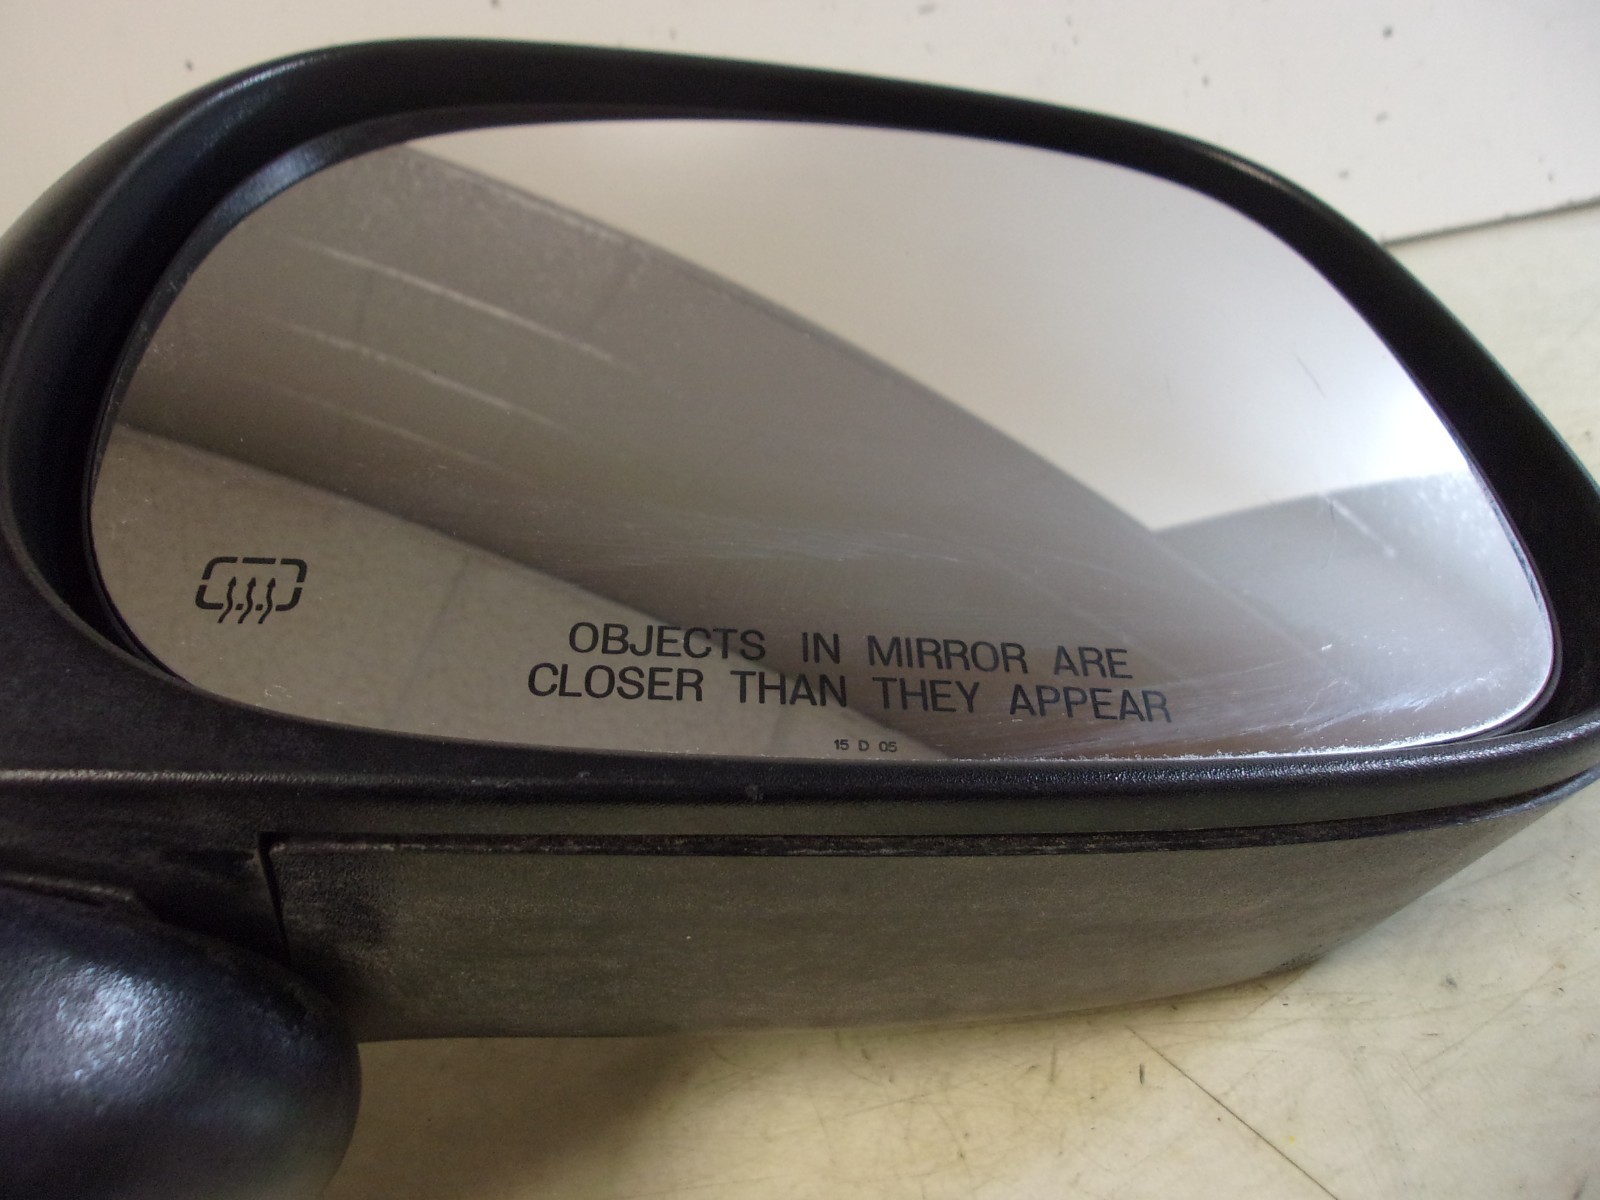 OBJECTS IN MIRROR ARE
CLOSER THAN THEY APPEAR
15 D 05